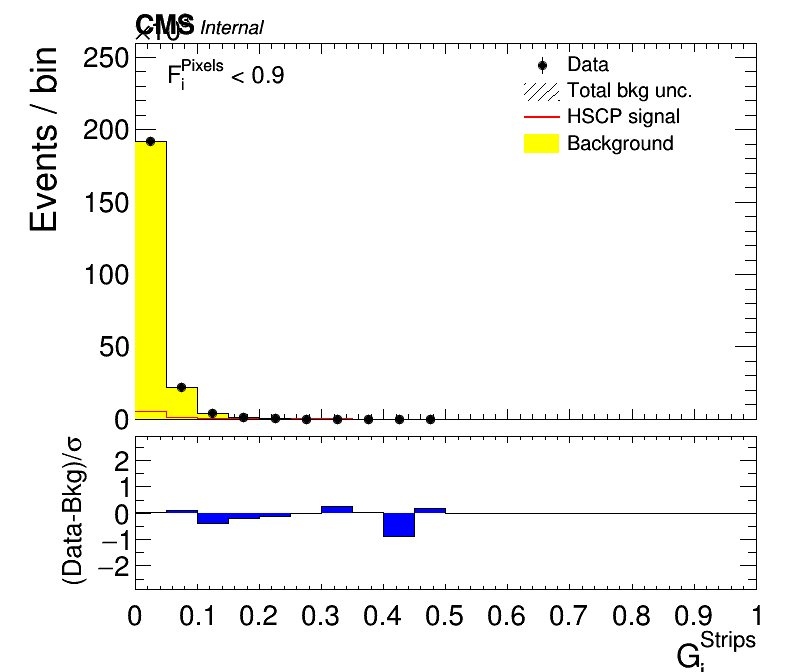 CMS Internal
×10³
Events / bin
250
200
150
100
50
0
F_i^Pixels < 0.9
Data
Total bkg unc.
HSCP signal
Background
(Data-Bkg)/σ
2
1
0
−1
−2
0 0.1 0.2 0.3 0.4 0.5 0.6 0.7 0.8 0.9 1
G_i^Strips